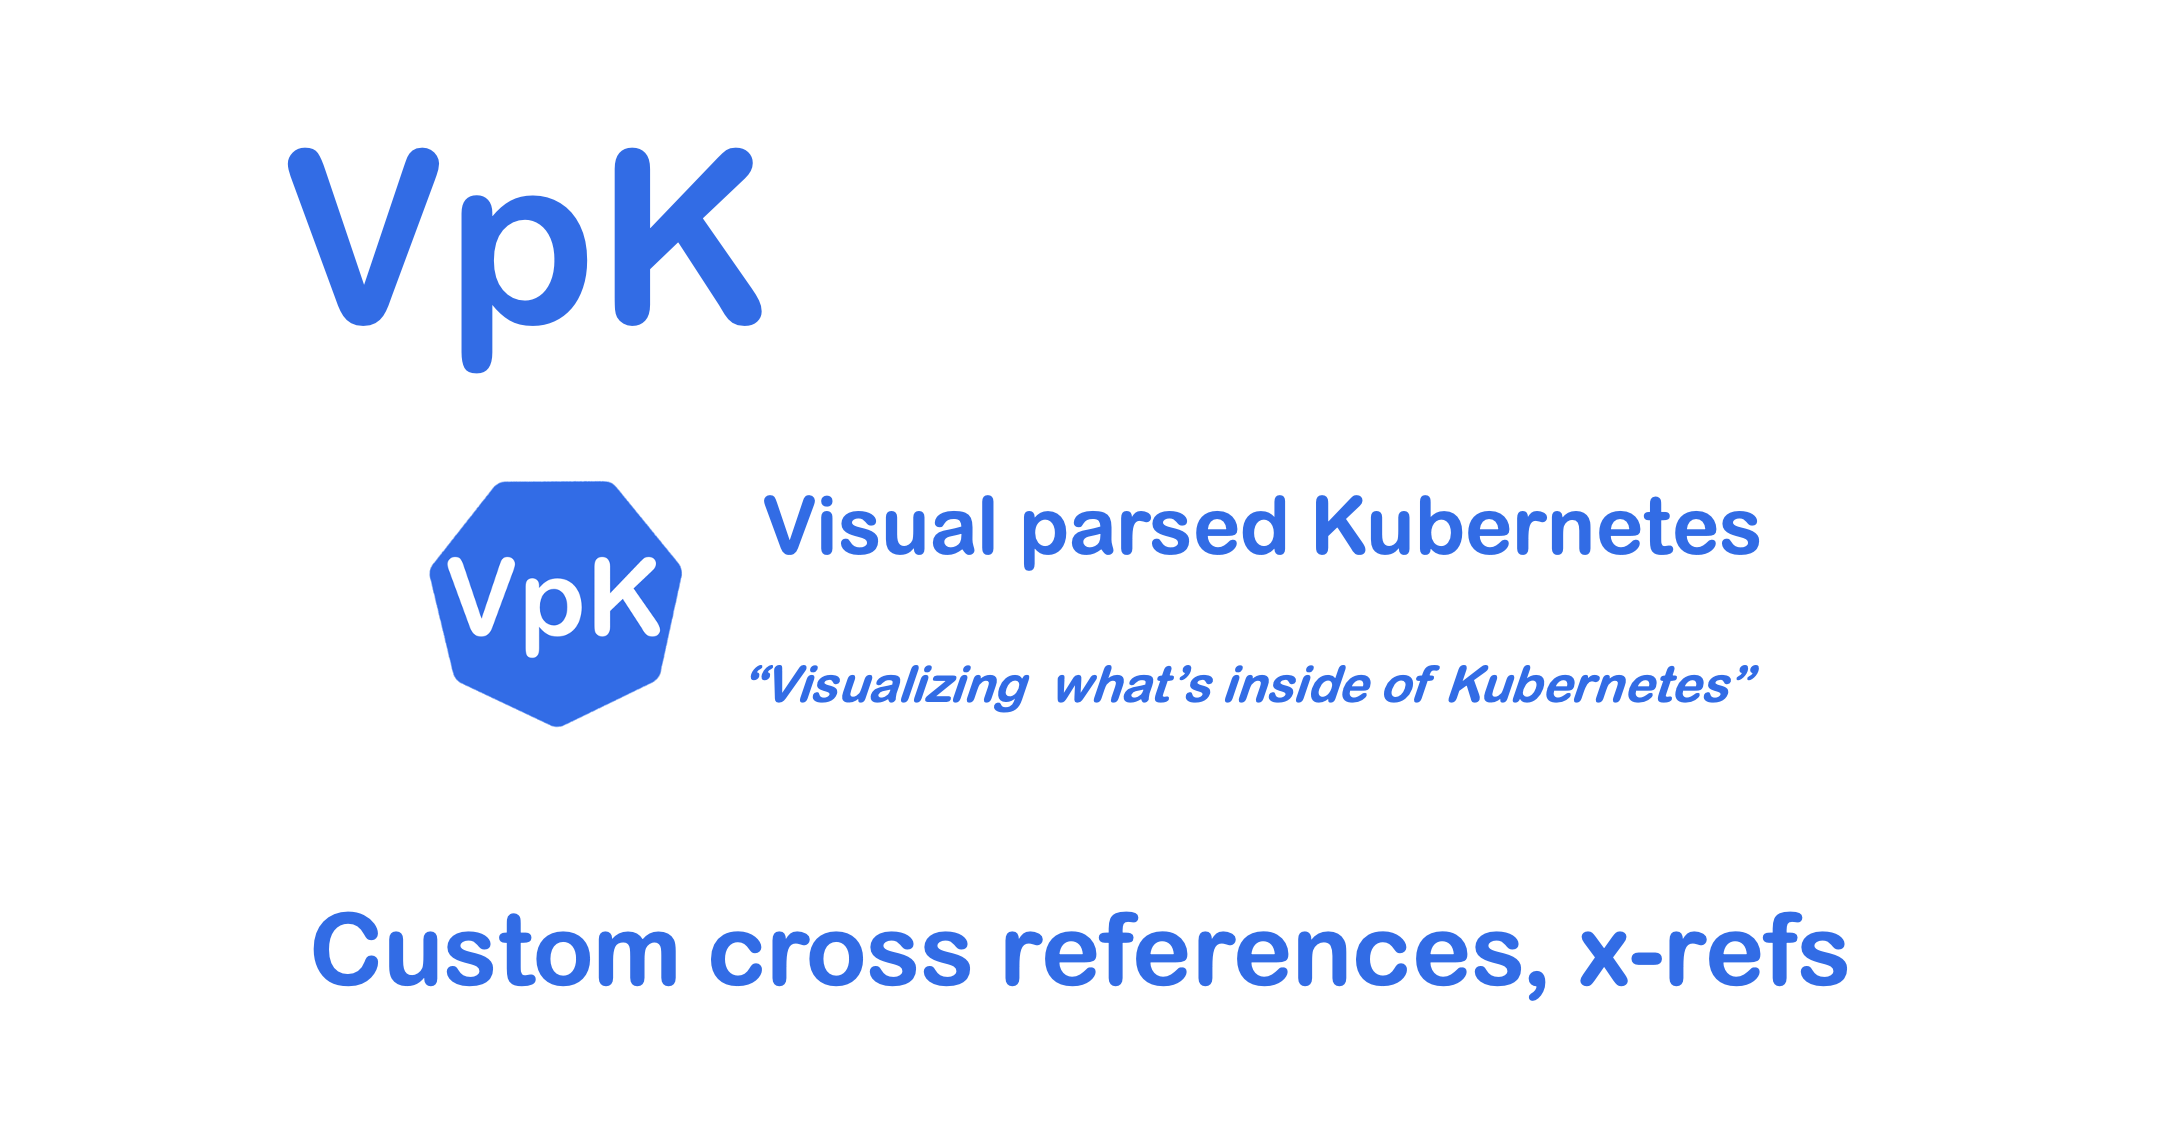 VpK
VpK
Visual parsed Kubernetes
“Visualizing  what’s inside of Kubernetes”
Custom cross references, x-refs